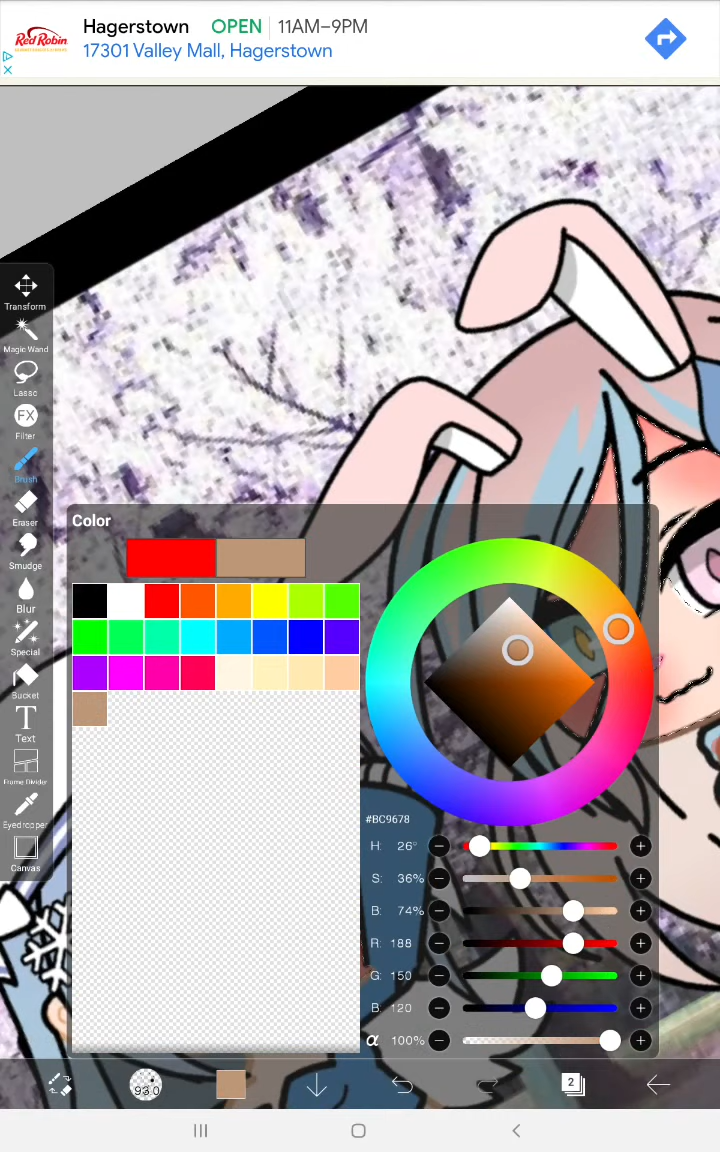 Red Robin
Hagerstown OPEN 11AM–9PM
17301 Valley Mall, Hagerstown
Transform
Magic Wand
Lasso
FX
Filter
Brush
Eraser
Smudge
Blur
Special
Bucket
T
Text
Frame Divider
Eyedropper
Canvas
Color
#BC9678
H: 26°
S: 36%
B: 74%
R: 188
G: 150
B: 120
α 100%
93.0
2